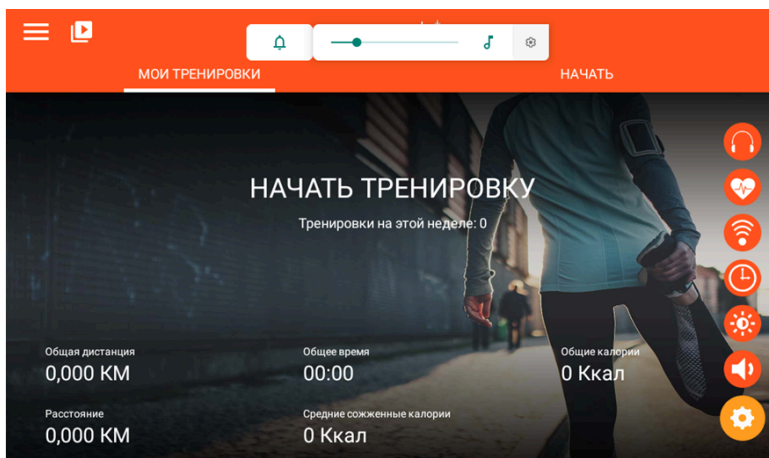 МОИ ТРЕНИРОВКИ
НАЧАТЬ
НАЧАТЬ ТРЕНИРОВКУ
Тренировки на этой неделе: 0
Общая дистанция
0,000 КМ
Общее время
00:00
Общие калории
0 Ккал
Расстояние
0,000 КМ
Средние сожженные калории
0 Ккал